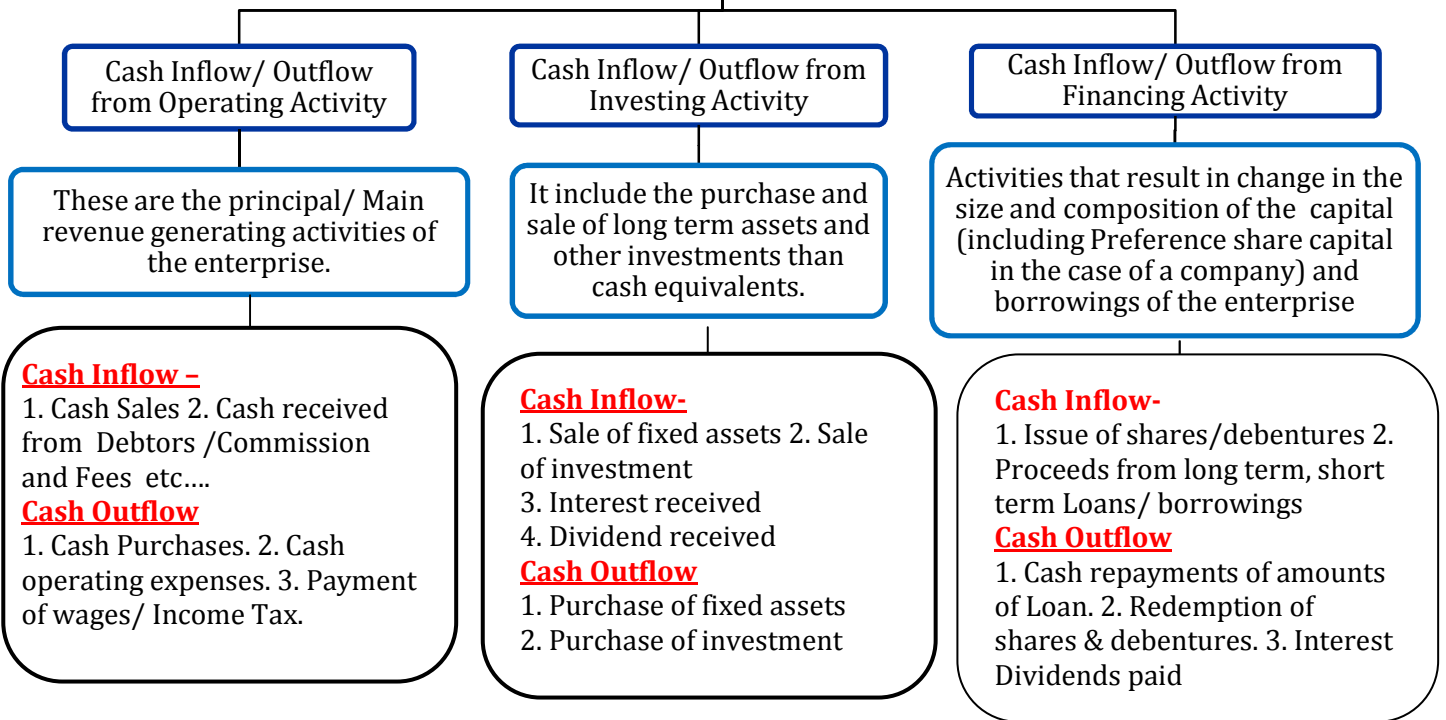 Cash Inflow/ Outflow
from Operating Activity
These are the principal/ Main
revenue generating activities of
the enterprise.
Cash Inflow –
1. Cash Sales 2. Cash received
from Debtors /Commission
and Fees etc....
Cash Outflow
1. Cash Purchases. 2. Cash
operating expenses. 3. Payment
of wages/ Income Tax.
Cash Inflow/ Outflow from
Investing Activity
It include the purchase and
sale of long term assets and
other investments than
cash equivalents.
Cash Inflow-
1. Sale of fixed assets 2. Sale
of investment
3. Interest received
4. Dividend received
Cash Outflow
1. Purchase of fixed assets
2. Purchase of investment
Cash Inflow/ Outflow from
Financing Activity
Activities that result in change in the
size and composition of the capital
(including Preference share capital
in the case of a company) and
borrowings of the enterprise
Cash Inflow-
1. Issue of shares/debentures 2.
Proceeds from long term, short
term Loans/ borrowings
Cash Outflow
1. Cash repayments of amounts
of Loan. 2. Redemption of
shares & debentures. 3. Interest
Dividends paid